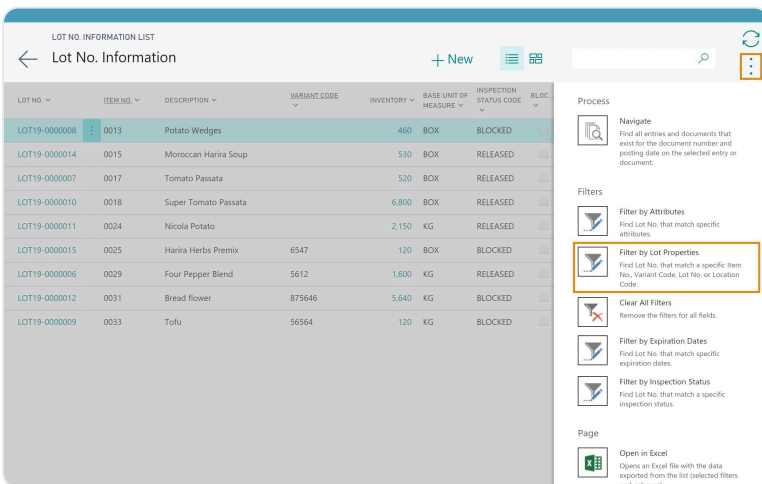 LOT NO. INFORMATION LIST
Lot No. Information
+ New
LOT NO. ITEM NO. DESCRIPTION VARIANT CODE INVENTORY BASE UNIT OF MEASURE INSPECTION STATUS CODE BLOC...
LOT19-0000008 0013 Potato Wedges 460 BOX BLOCKED
LOT19-0000014 0015 Moroccan Harira Soup 530 BOX RELEASED
LOT19-0000007 0017 Tomato Passata 520 BOX RELEASED
LOT19-0000010 0018 Super Tomato Passata 6,800 BOX RELEASED
LOT19-0000011 0024 Nicola Potato 2,150 KG RELEASED
LOT19-0000015 0025 Harira Herbs Premix 6547 120 BOX BLOCKED
LOT19-0000006 0029 Four Pepper Blend 5612 1,600 KG RELEASED
LOT19-0000012 0031 Bread flower 875646 5,640 KG BLOCKED
LOT19-0000009 0033 Tofu 56564 120 KG BLOCKED
Process
Navigate
Find all entries and documents that
exist for the document number and
posting date on the selected entry or
document.
Filters
Filter by Attributes
Find Lot No. that match specific
attributes.
Filter by Lot Properties
Find Lot No. that match a specific Item
No., Variant Code, Lot No. or Location
Code.
Clear All Filters
Remove the filters for all fields.
Filter by Expiration Dates
Find Lot No. that match specific
expiration dates.
Filter by Inspection Status
Find Lot No. that match a specific
inspection status.
Page
Open in Excel
Opens an Excel file with the data
exported from the list (selected filters